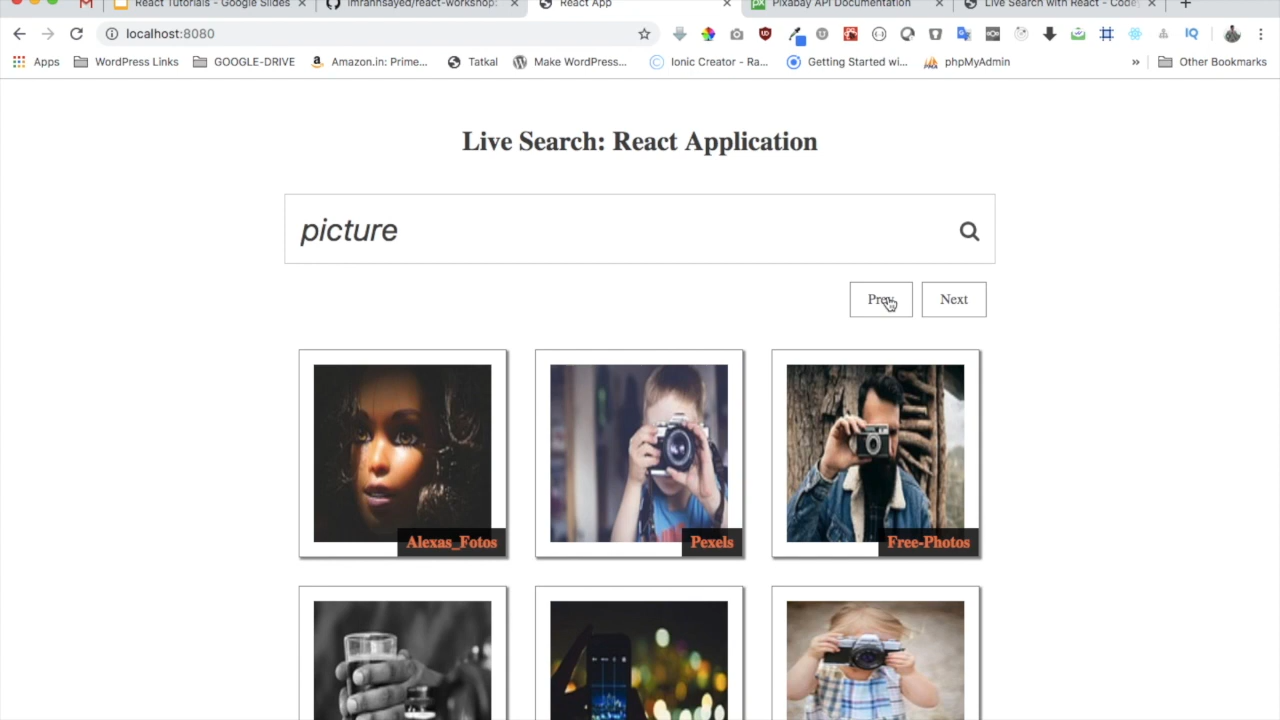 React Tutorials - Google Slides
imranhsayed/react-workshop:
React App
Pixabay API Documentation
Live Search with React - Codey
localhost:8080
Apps
WordPress Links
GOOGLE-DRIVE
Amazon.in: Prime...
Tatkal
Make WordPress...
Ionic Creator - Ra...
Getting Started wi...
phpMyAdmin
»
Other Bookmarks
Live Search: React Application
picture
Prev
Next
Alexas_Fotos
Pexels
Free-Photos